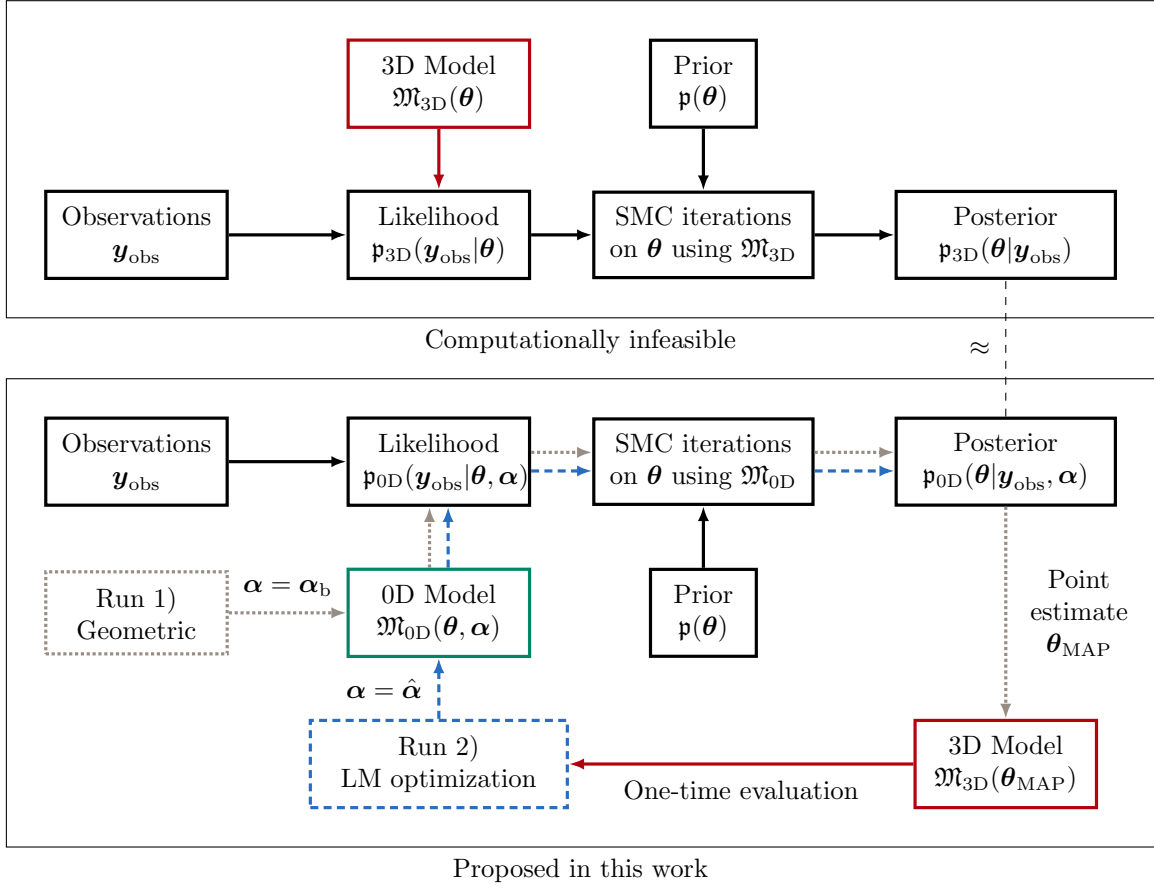 3D Model
𝔐3D(θ)
Prior
𝔭(θ)
Observations
yobs
Likelihood
𝔭3D(yobs|θ)
SMC iterations
on θ using 𝔐3D
Posterior
𝔭3D(θ|yobs)
Computationally infeasible
≈
Observations
yobs
Likelihood
𝔭0D(yobs|θ, α)
SMC iterations
on θ using 𝔐0D
Posterior
𝔭0D(θ|yobs, α)
Run 1)
Geometric
α = αb
0D Model
𝔐0D(θ, α)
Prior
𝔭(θ)
Point
estimate
θMAP
α = α̂
Run 2)
LM optimization
One-time evaluation
3D Model
𝔐3D(θMAP)
Proposed in this work